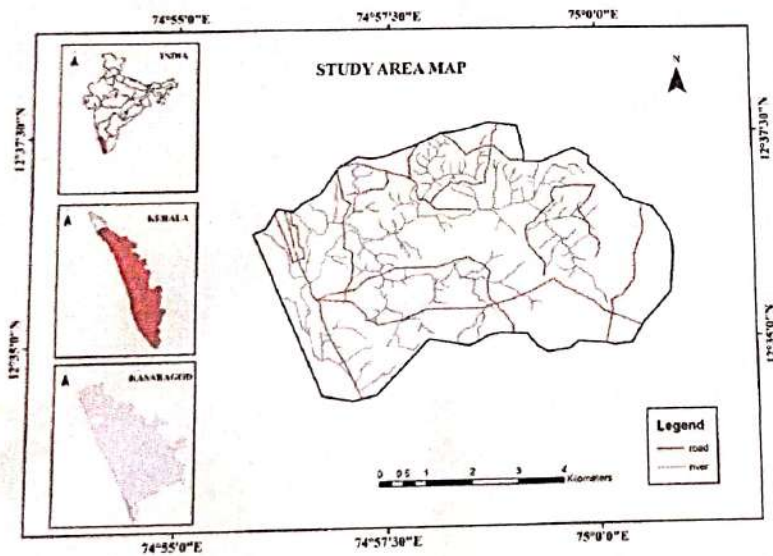 74°55'0"E 74°57'30"E 75°0'0"E
INDIA
STUDY AREA MAP
N
12°37'30"N
12°37'30"N
KERALA
12°35'0"N
12°35'0"N
KASARAGOD
Legend
road
river
0 0.5 1 2 3 4
Kilometers
74°55'0"E 74°57'30"E 75°0'0"E